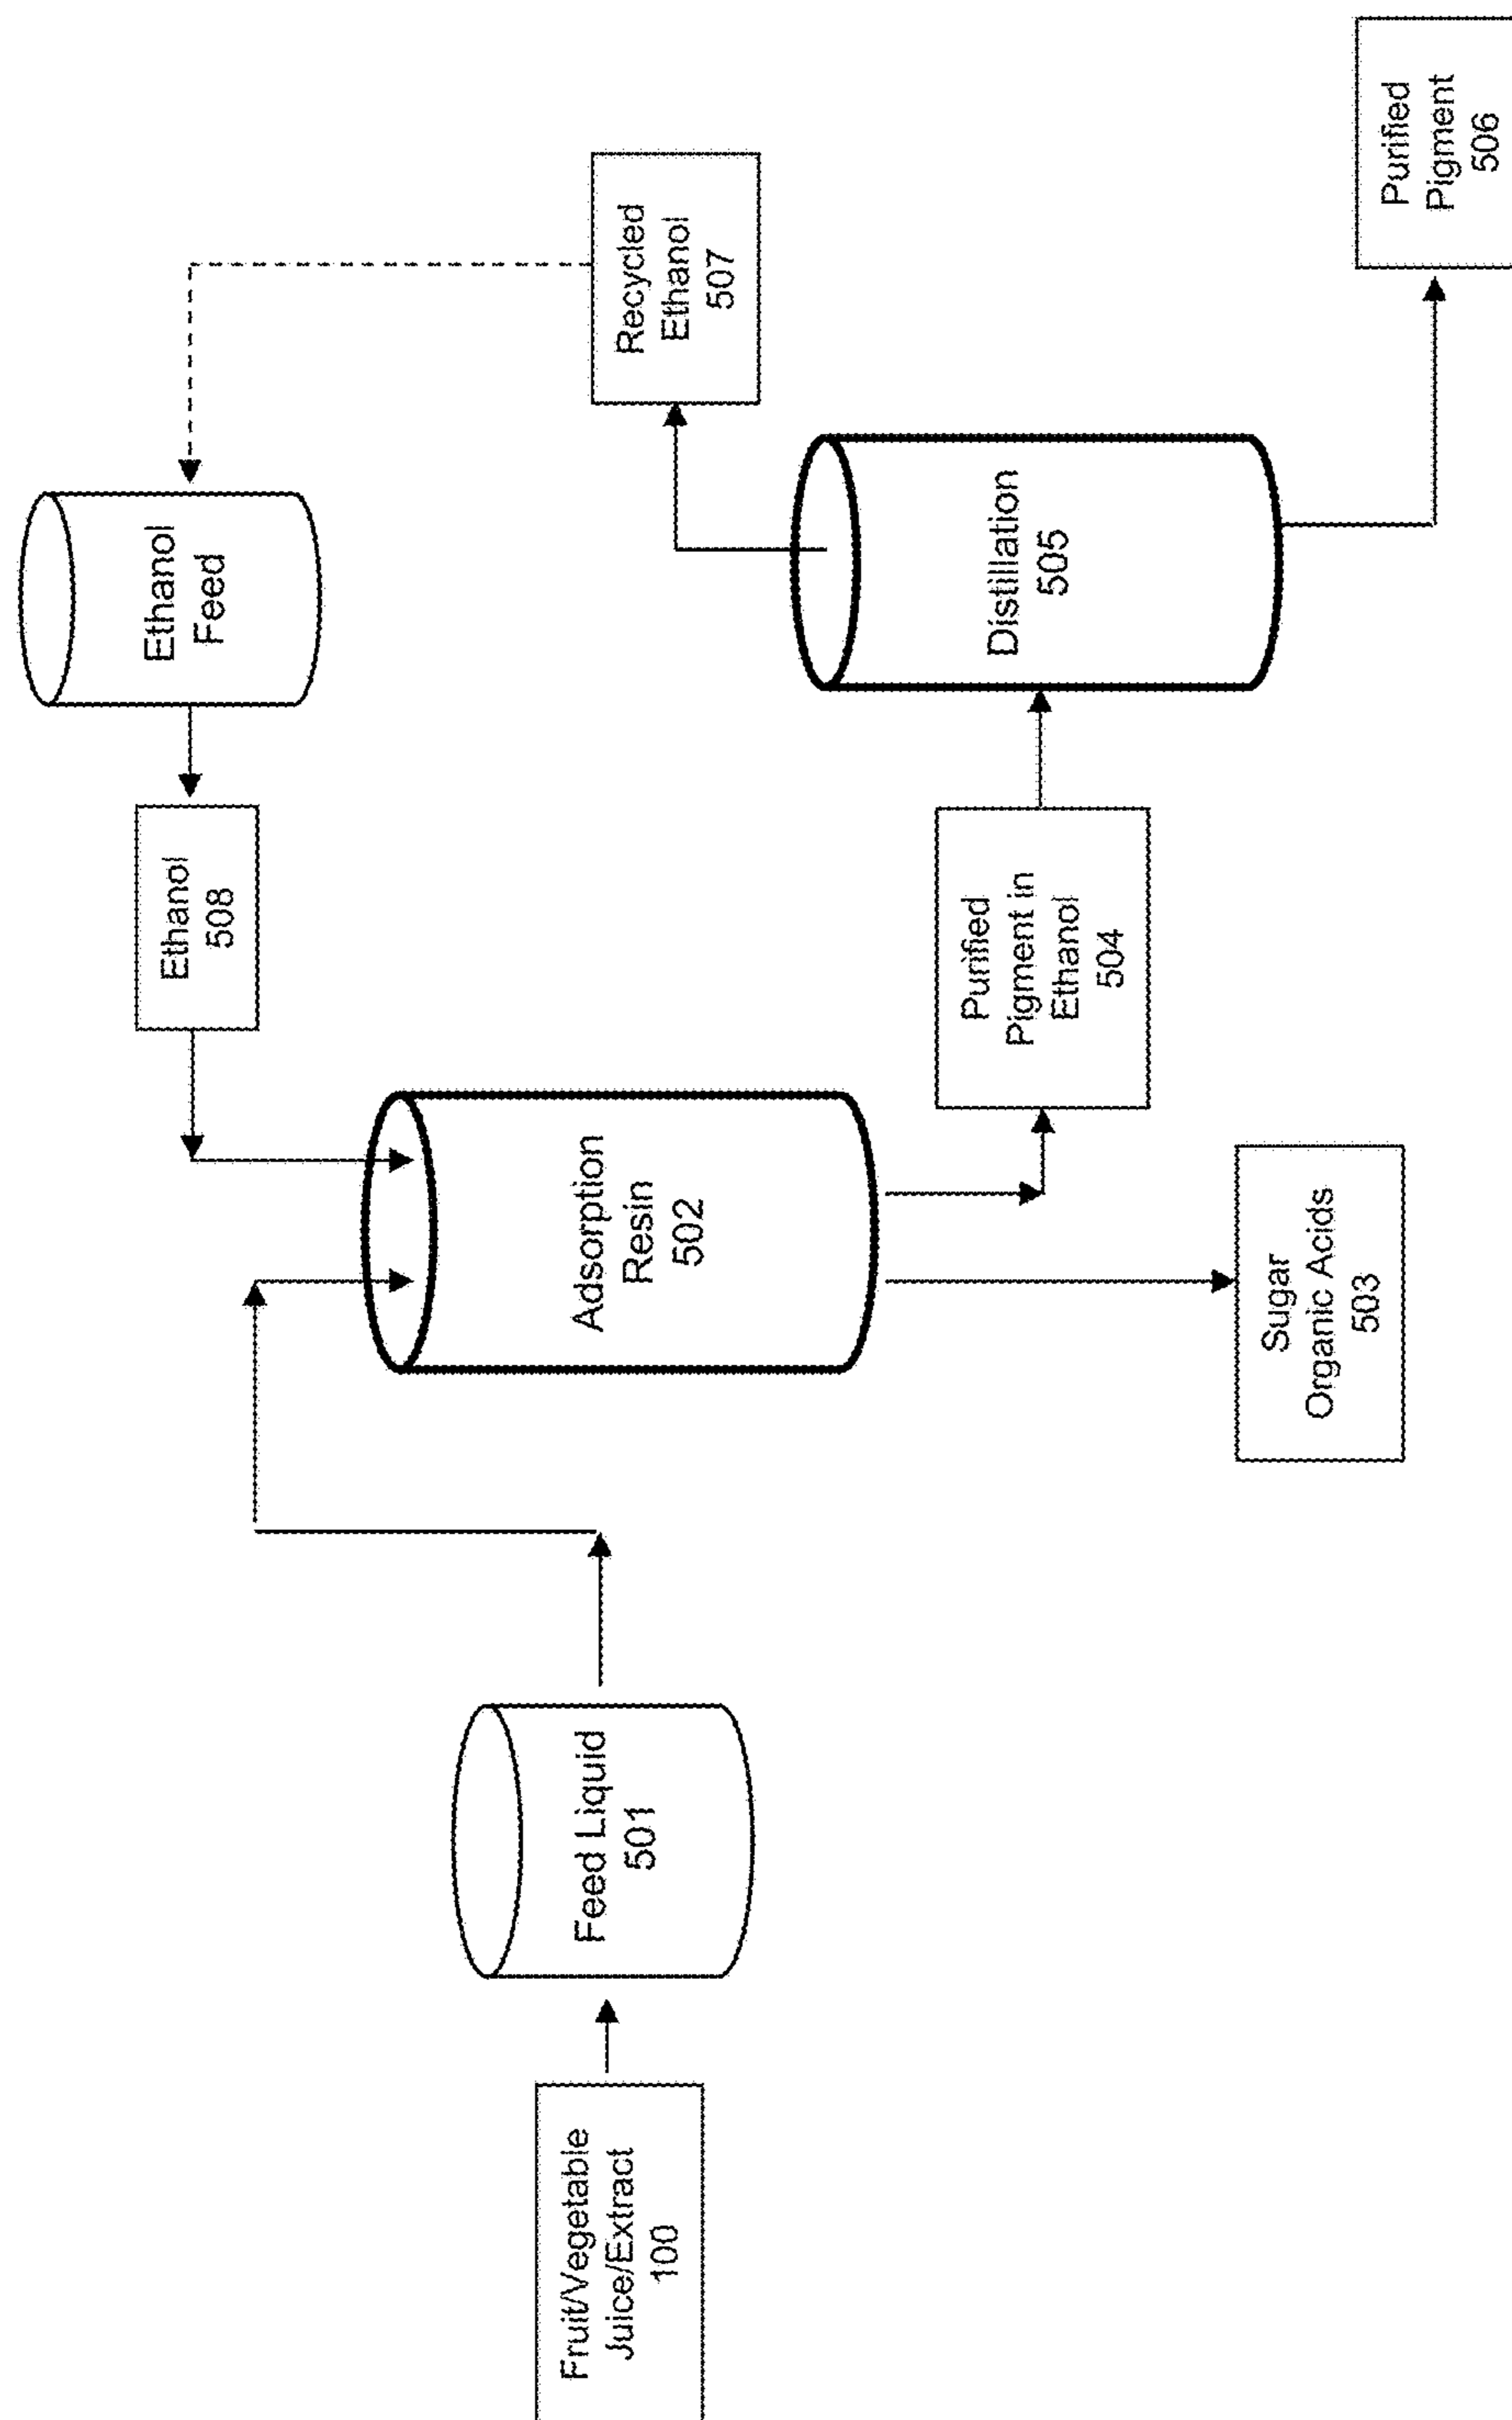 Fruit/Vegetable
Juice/Extract
100
Feed Liquid
501
Adsorption
Resin
502
Sugar
Organic Acids
503
Purified
Pigment in
Ethanol
504
Ethanol
508
Ethanol
Feed
Distillation
505
Recycled
Ethanol
507
Purified
Pigment
506